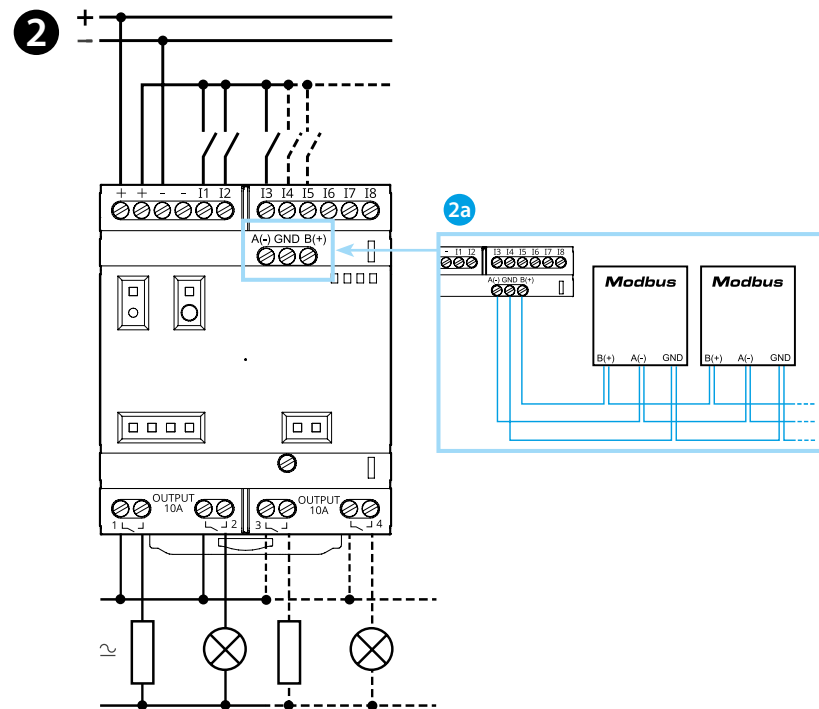 2
+
−
+ + - - I1 I2 I3 I4 I5 I6 I7 I8
A(-) GND B(+)
2a
- I1 I2 I3 I4 I5 I6 I7 I8
A(-) GND B(+)
Modbus Modbus
B(+) A(-) GND B(+) A(-) GND
OUTPUT OUTPUT
10A 10A
1 2 3 4
≃